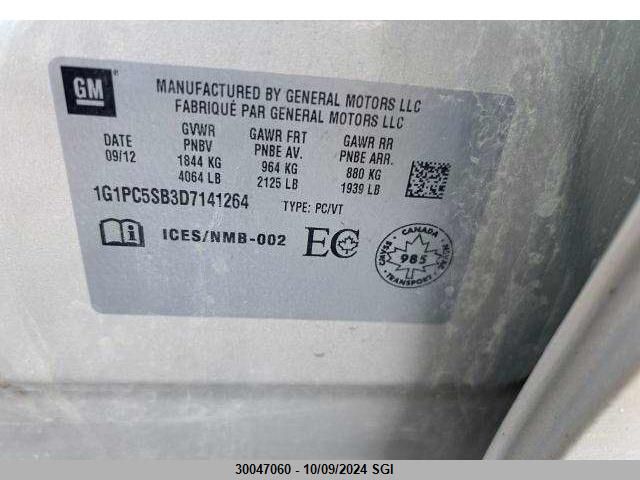 GM
MANUFACTURED BY GENERAL MOTORS LLC
FABRIQUÉ PAR GENERAL MOTORS LLC
DATE
09/12
GVWR
PNBV
1844 KG
4064 LB
GAWR FRT
PNBE AV.
964 KG
2125 LB
GAWR RR
PNBE ARR.
880 KG
1939 LB
1G1PC5SB3D7141264 TYPE: PC/VT
ICES/NMB-002 EC
CANADA
985
TRANSPORT
CMVSS
NSVAC
30047060 - 10/09/2024 SGI